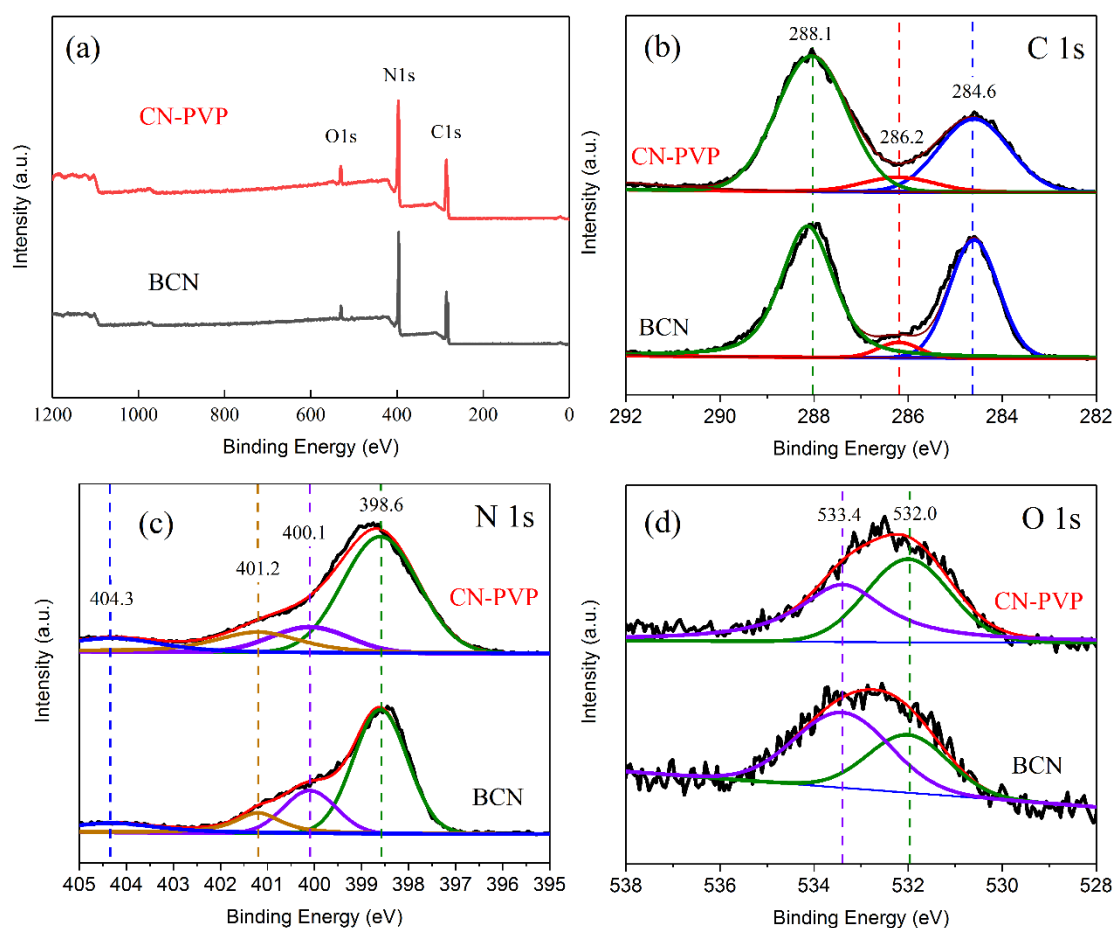 (a)
N1s
CN-PVP
O1s
C1s
BCN
Intensity (a.u.)
1200 1000 800 600 400 200 0
Binding Energy (eV)
(b)
288.1
C 1s
284.6
286.2
CN-PVP
BCN
Intensity (a.u.)
292 290 288 286 284 282
Binding Energy (eV)
(c)
398.6
N 1s
400.1
401.2
404.3
CN-PVP
BCN
Intensity (a.u.)
405 404 403 402 401 400 399 398 397 396 395
Binding Energy (eV)
(d)
533.4
532.0
O 1s
CN-PVP
BCN
Intensity (a.u.)
538 536 534 532 530 528
Binding Energy (eV)